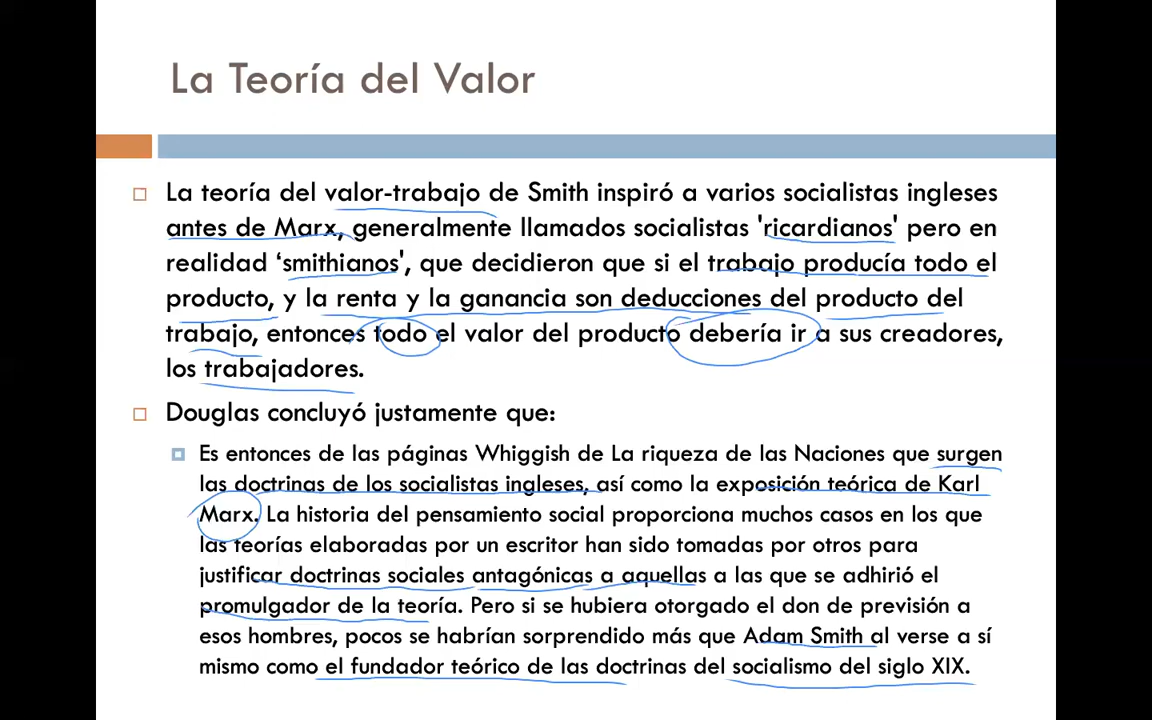 La Teoría del Valor
La teoría del valor-trabajo de Smith inspiró a varios socialistas ingleses
antes de Marx, generalmente llamados socialistas 'ricardianos' pero en
realidad ‘smithianos', que decidieron que si el trabajo producía todo el
producto, y la renta y la ganancia son deducciones del producto del
trabajo, entonces todo el valor del producto debería ir a sus creadores,
los trabajadores.
Douglas concluyó justamente que:
Es entonces de las páginas Whiggish de La riqueza de las Naciones que surgen
las doctrinas de los socialistas ingleses, así como la exposición teórica de Karl
Marx. La historia del pensamiento social proporciona muchos casos en los que
las teorías elaboradas por un escritor han sido tomadas por otros para
justificar doctrinas sociales antagónicas a aquellas a las que se adhirió el
promulgador de la teoría. Pero si se hubiera otorgado el don de previsión a
esos hombres, pocos se habrían sorprendido más que Adam Smith al verse a sí
mismo como el fundador teórico de las doctrinas del socialismo del siglo XIX.